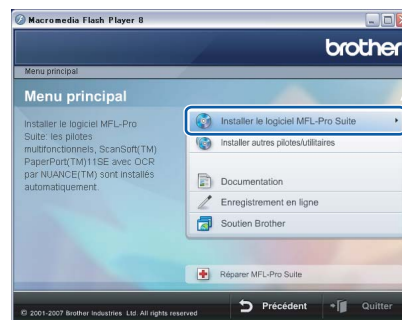 Macromedia Flash Player 8
brother
Menu principal
Menu principal
Installer le logiciel MFL-Pro
Suite: les pilotes
multifonctionnels, ScanSoft(TM)
PaperPort(TM)11SE avec OCR
par NUANCE(TM) sont installés
automatiquement.
Installer le logiciel MFL-Pro Suite
Installer autres pilotes/utilitaires
Documentation
Enregistrement en ligne
Soutien Brother
Réparer MFL-Pro Suite
© 2001-2007 Brother Industries Ltd. All rights reserved
Précédent
Quitter